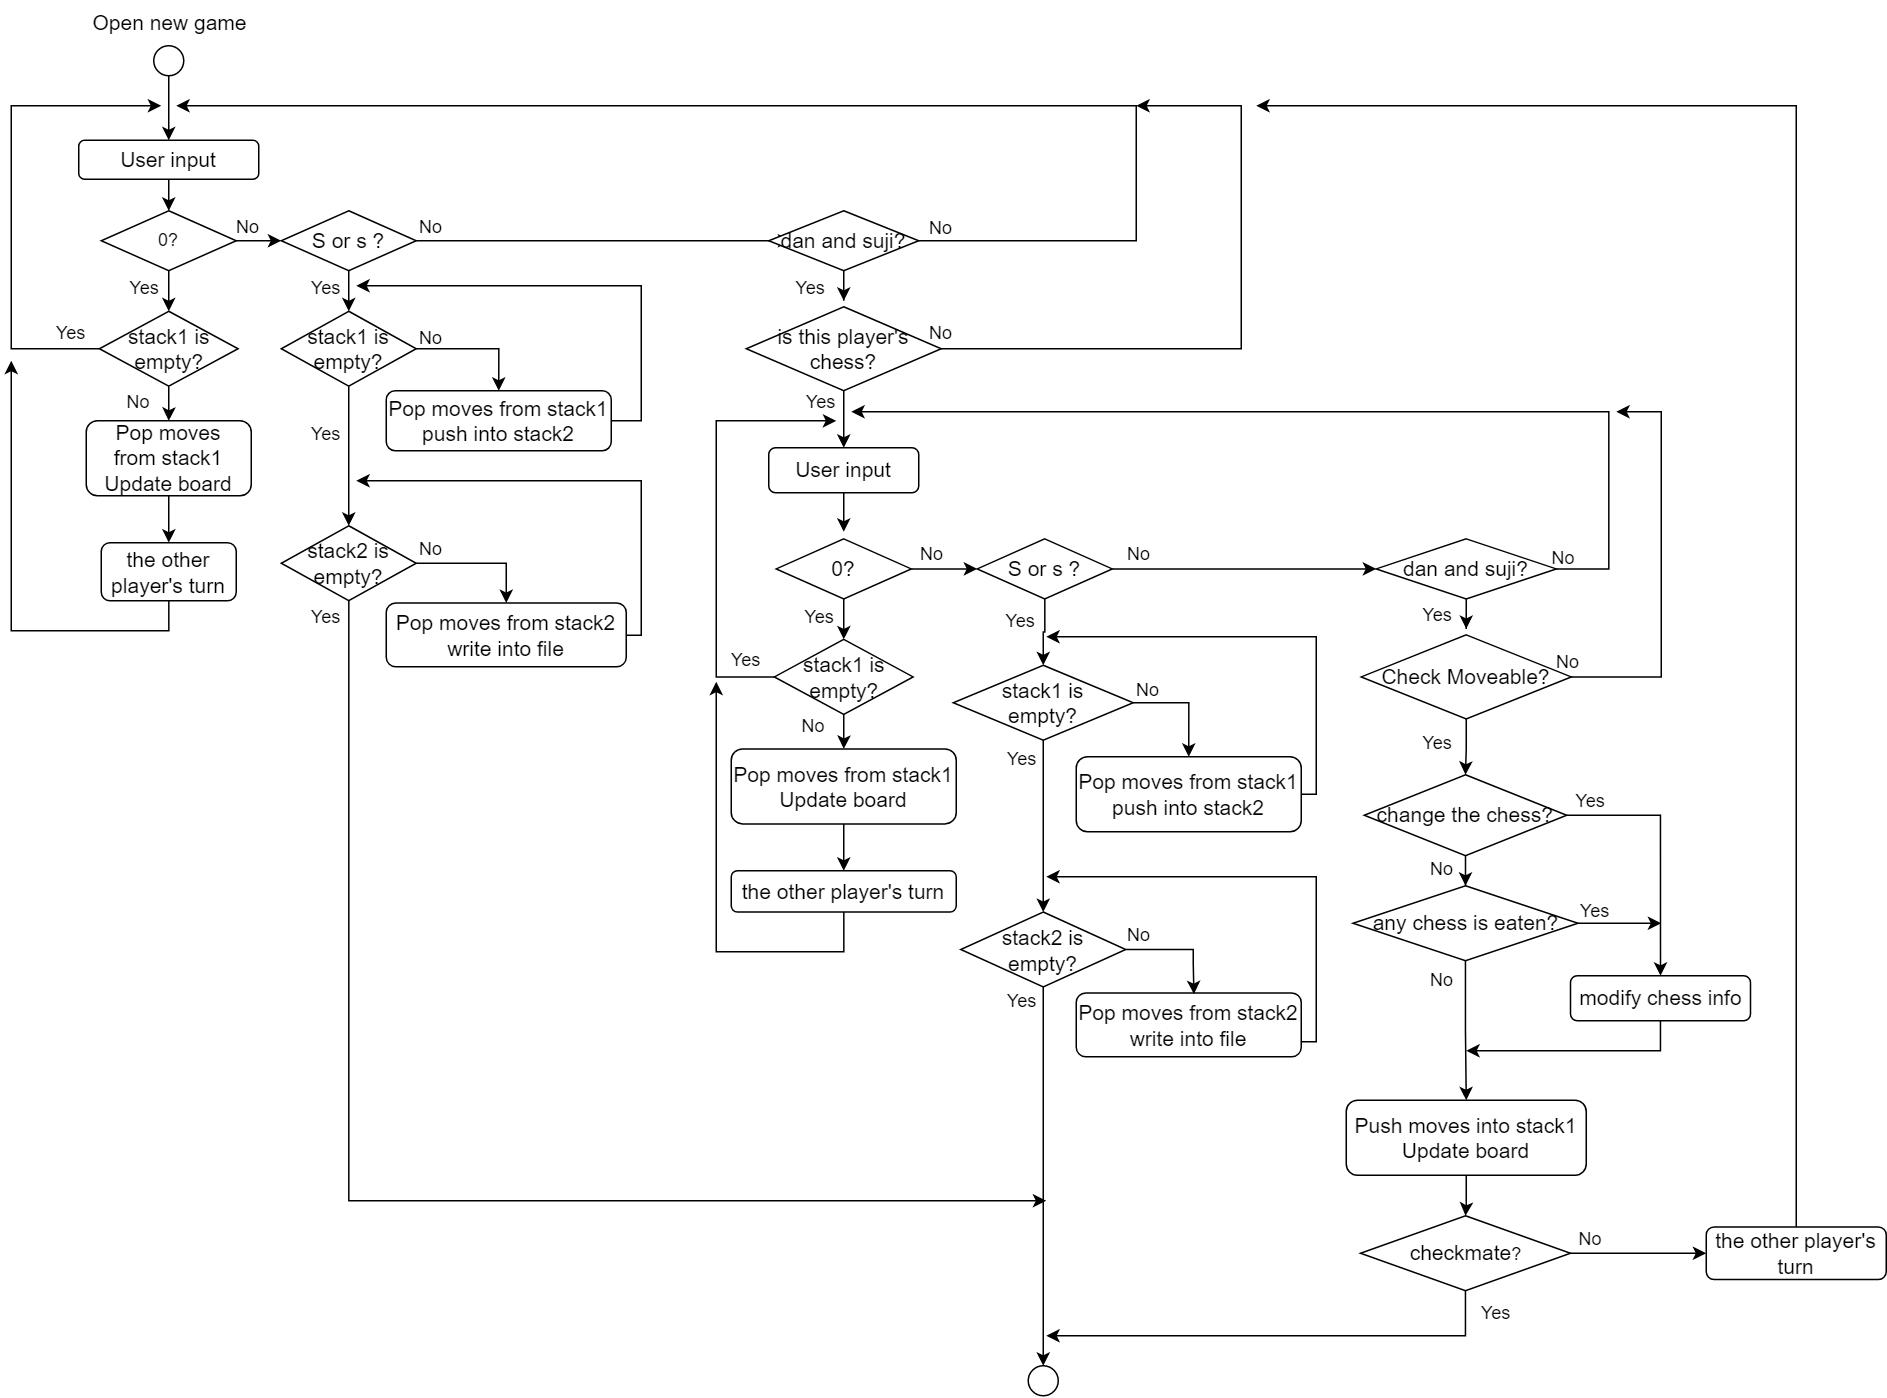 Open new game
User input
0?
No
S or s ?
No
dan and suji?
No
Yes
Yes
Yes
stack1 is
empty?
Yes
No
stack1 is
empty?
No
Pop moves from stack1
push into stack2
Yes
is this player's
chess?
No
Yes
Pop moves
from stack1
Update board
the other
player's turn
stack2 is
empty?
No
Pop moves from stack2
write into file
Yes
User input
0?
No
S or s ?
No
dan and suji?
No
Yes
Yes
Yes
stack1 is
empty?
Yes
No
Pop moves from stack1
Update board
the other player's turn
stack1 is
empty?
No
Yes
Pop moves from stack1
push into stack2
stack2 is
empty?
No
Yes
Pop moves from stack2
write into file
Check Moveable?
No
Yes
change the chess?
Yes
No
any chess is eaten?
Yes
No
modify chess info
Push moves into stack1
Update board
checkmate?
No
the other player's
turn
Yes